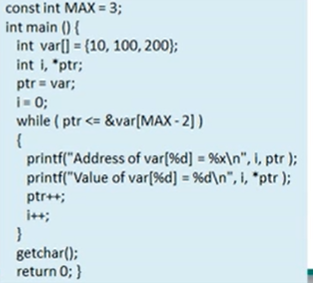 const int MAX = 3;
int main () {
int var[] = {10, 100, 200};
int i, *ptr;
ptr = var;
i = 0;
while ( ptr <= &var[MAX - 2] )
{
printf("Address of var[%d] = %x\n", i, ptr );
printf("Value of var[%d] = %d\n", i, *ptr );
ptr++;
i++;
}
getchar();
return 0; }